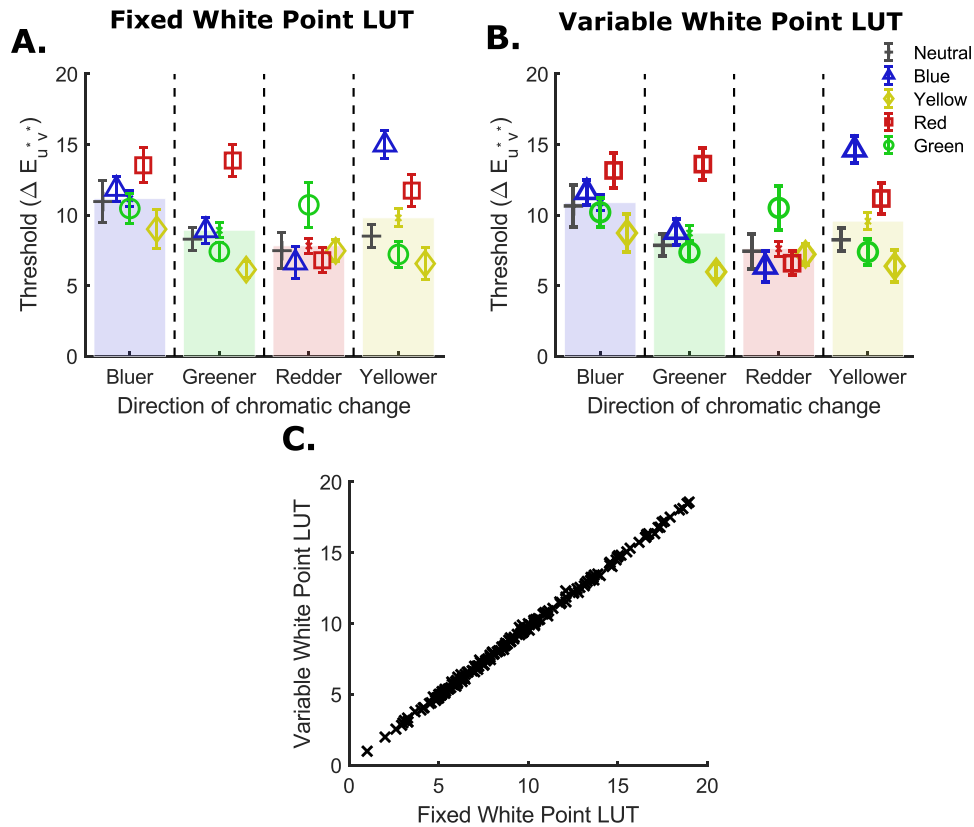 Fixed White Point LUT
A.
Threshold (Δ E u* v*)
20
15
10
5
0
Bluer Greener Redder Yellower
Direction of chromatic change
Variable White Point LUT
B.
Threshold (Δ E u* v*)
20
15
10
5
0
Bluer Greener Redder Yellower
Direction of chromatic change
Neutral
Blue
Yellow
Red
Green
C.
Variable White Point LUT
20
15
10
5
0
0 5 10 15 20
Fixed White Point LUT